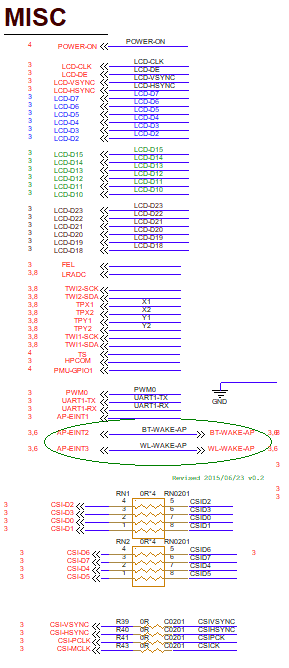 MISC
4 POWER-ON POWER-ON
3 LCD-CLK LCD-CLK
3 LCD-DE LCD-DE
3 LCD-VSYNC LCD-VSYNC
3 LCD-HSYNC LCD-HSYNC
3 LCD-D7 LCD-D7
3 LCD-D6 LCD-D6
3 LCD-D5 LCD-D5
3 LCD-D4 LCD-D4
3 LCD-D3 LCD-D3
3 LCD-D2 LCD-D2
3 LCD-D15 LCD-D15
3 LCD-D14 LCD-D14
3 LCD-D13 LCD-D13
3 LCD-D12 LCD-D12
3 LCD-D11 LCD-D11
3 LCD-D10 LCD-D10
3 LCD-D23 LCD-D23
3 LCD-D22 LCD-D22
3 LCD-D21 LCD-D21
3 LCD-D20 LCD-D20
3 LCD-D19 LCD-D19
3 LCD-D18 LCD-D18
3 FEL
3,8 LRADC
3,8 TWI2-SCK
3,8 TWI2-SDA
3,8 TPX1 X1
3,8 TPX2 X2
3,8 TPY1 Y1
3,8 TPY2 Y2
3,8 TWI1-SCK
3,8 TWI1-SDA
4 TS
3 HPCOM
4 PMU-GPIO1
3 PWM0 PWM0
3 UART1-TX UART1-TX
3 UART1-RX UART1-RX
3 AP-EINT1
GND
3,6 AP-EINT2 BT-WAKE-AP BT-WAKE-AP 3,6
3,6 AP-EINT3 WL-WAKE-AP WL-WAKE-AP 3,6
3
Revised 2015/06/23 v0.2
3
3
RN1 0R*4 RN0201
3 CSI-D2 4 5 CSID2
3 CSI-D3 3 6 CSID3
3 CSI-D0 2 7 CSID0
3 CSI-D1 1 8 CSID1
RN2 0R*4 RN0201
3 CSI-D6 4 5 CSID6 3
3 CSI-D7 3 6 CSID7
3 CSI-D4 2 7 CSID4
3 CSI-D5 1 8 CSID5
3 CSI-VSYNC R39 0R C0201 CSIVSYNC
3 CSI-HSYNC R40 0R C0201 CSIHSYNC
3 CSI-PCLK R41 0R C0201 CSIPCK
3 CSI-MCLK R43 0R C0201 CSICK